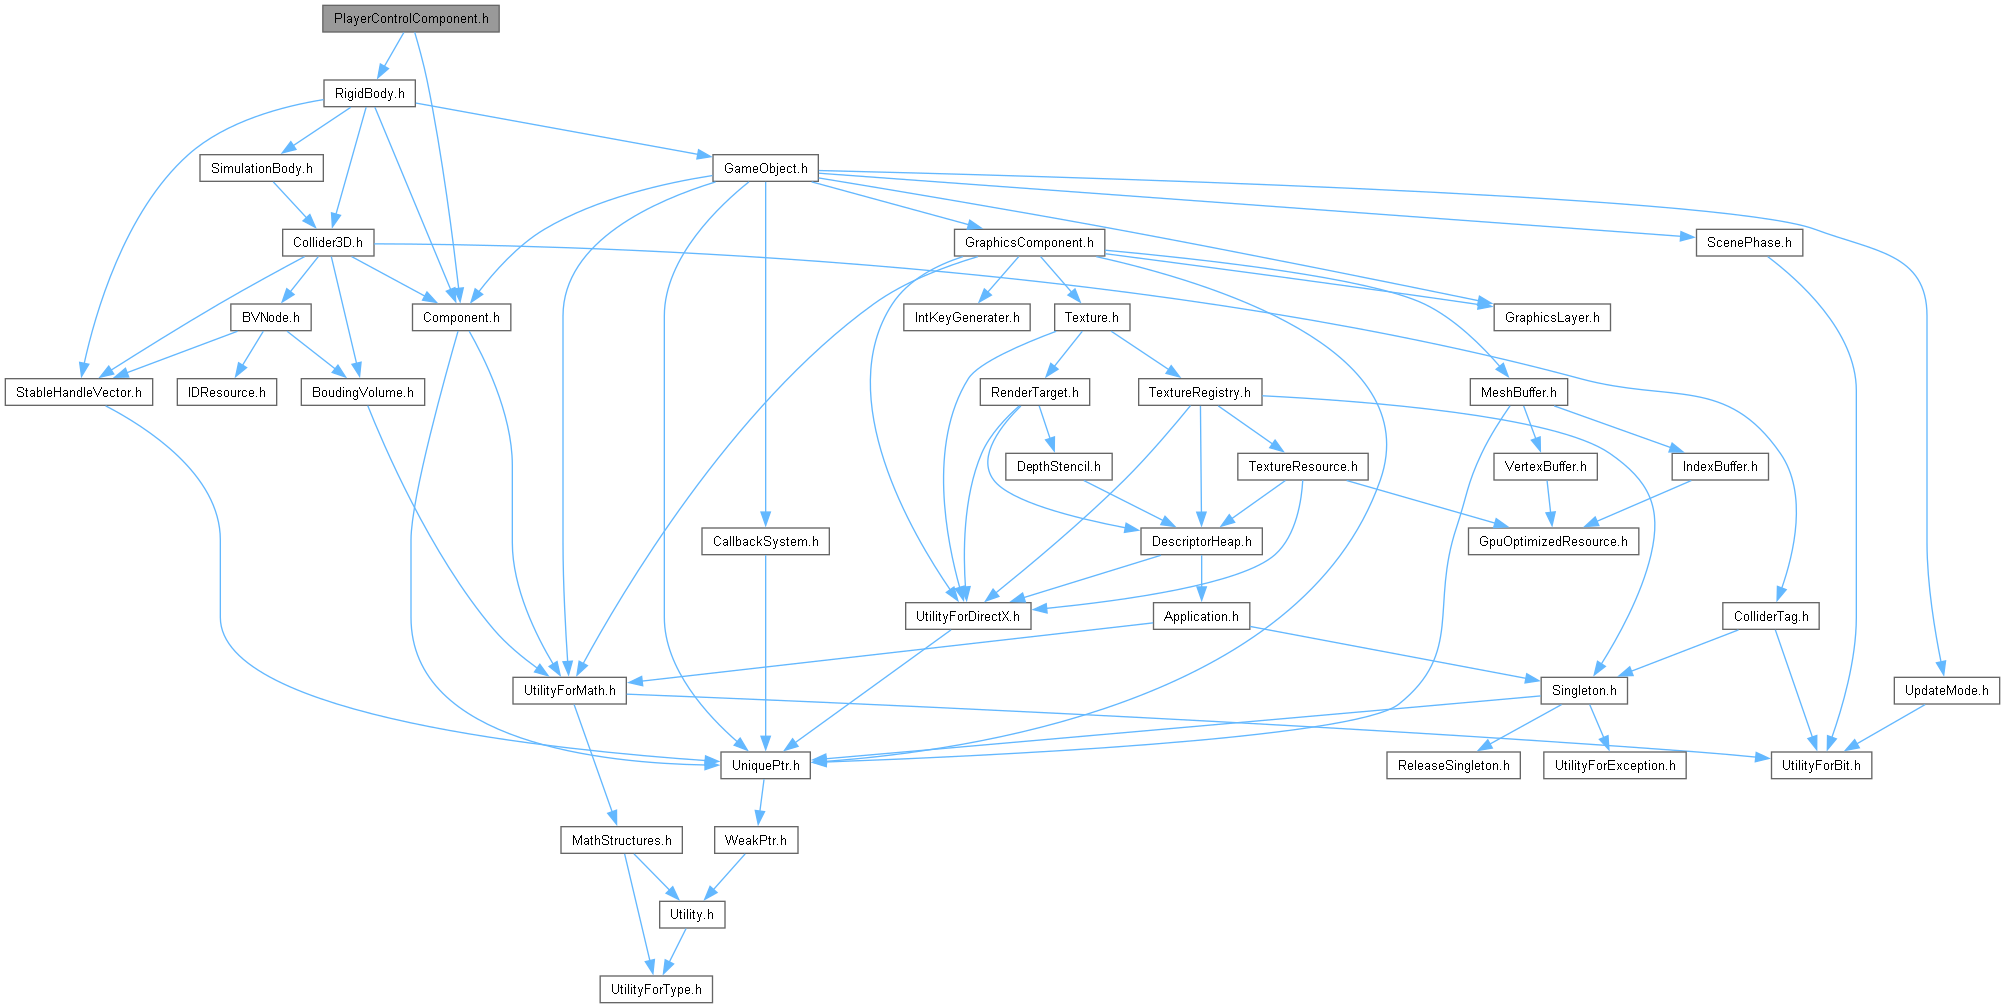 PlayerControlComponent.h
RigidBody.h
SimulationBody.h
GameObject.h
Collider3D.h
GraphicsComponent.h
ScenePhase.h
BVNode.h
Component.h
IntKeyGenerater.h
Texture.h
GraphicsLayer.h
StableHandleVector.h
IDResource.h
BoudingVolume.h
RenderTarget.h
TextureRegistry.h
MeshBuffer.h
DepthStencil.h
TextureResource.h
VertexBuffer.h
IndexBuffer.h
CallbackSystem.h
DescriptorHeap.h
GpuOptimizedResource.h
UtilityForDirectX.h
Application.h
ColliderTag.h
UtilityForMath.h
Singleton.h
UpdateMode.h
UniquePtr.h
ReleaseSingleton.h
UtilityForException.h
UtilityForBit.h
MathStructures.h
WeakPtr.h
Utility.h
UtilityForType.h